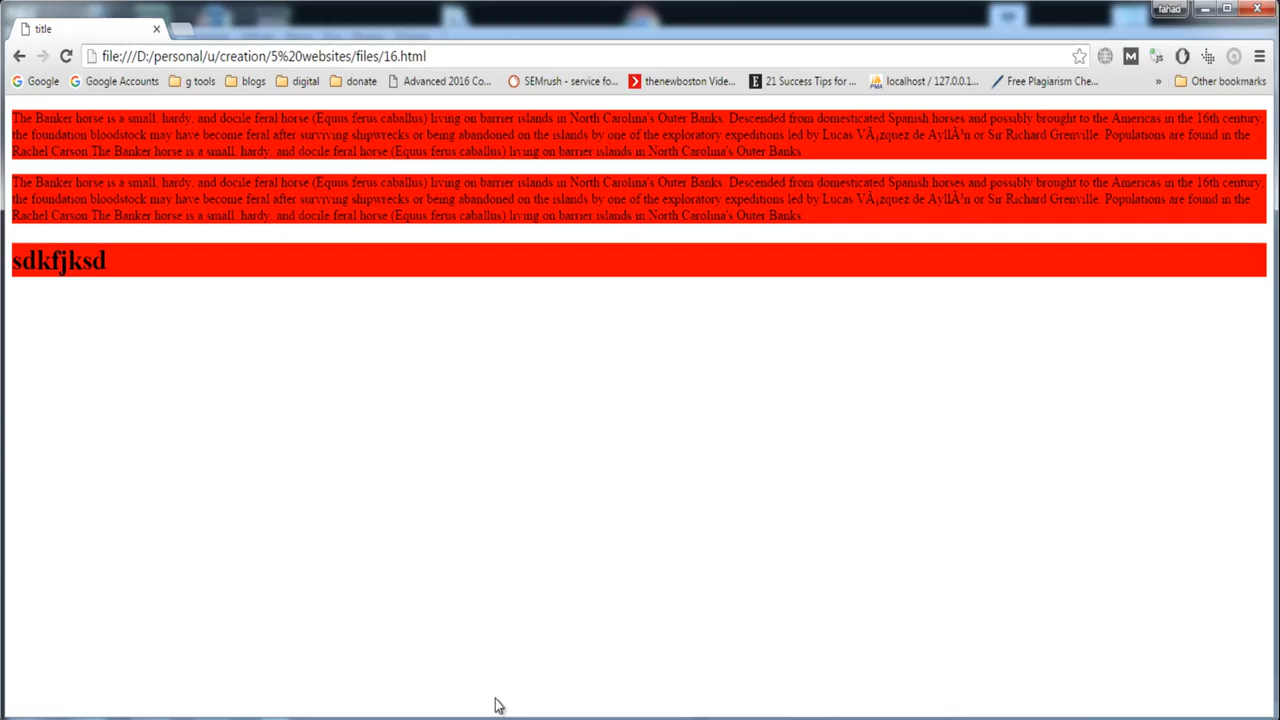 fahad
title
file:///D:/personal/u/creation/5%20websites/files/16.html
Google Google Accounts g tools blogs digital donate Advanced 2016 Co... SEMrush - service fo... thenewboston Vide... 21 Success Tips for ... localhost / 127.0.0.1... Free Plagiarism Che... » Other bookmarks
The Banker horse is a small, hardy, and docile feral horse (Equus ferus caballus) living on barrier islands in North Carolina's Outer Banks. Descended from domesticated Spanish horses and possibly brought to the Americas in the 16th century,
the foundation bloodstock may have become feral after surviving shipwrecks or being abandoned on the islands by one of the exploratory expeditions led by Lucas VÃ¡zquez de AyllÃ³n or Sir Richard Grenville. Populations are found in the
Rachel Carson The Banker horse is a small, hardy, and docile feral horse (Equus ferus caballus) living on barrier islands in North Carolina's Outer Banks.
The Banker horse is a small, hardy, and docile feral horse (Equus ferus caballus) living on barrier islands in North Carolina's Outer Banks. Descended from domesticated Spanish horses and possibly brought to the Americas in the 16th century,
the foundation bloodstock may have become feral after surviving shipwrecks or being abandoned on the islands by one of the exploratory expeditions led by Lucas VÃ¡zquez de AyllÃ³n or Sir Richard Grenville. Populations are found in the
Rachel Carson The Banker horse is a small, hardy, and docile feral horse (Equus ferus caballus) living on barrier islands in North Carolina's Outer Banks.
sdkfjksd